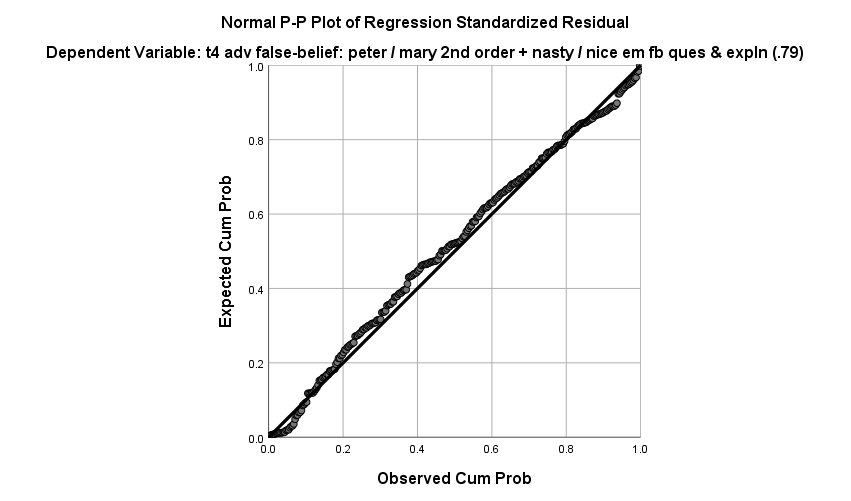 Normal P-P Plot of Regression Standardized Residual
Dependent Variable: t4 adv false-belief: peter / mary 2nd order + nasty / nice em fb ques & expln (.79)
1.0
0.8
0.6
0.4
0.2
0.0
Expected Cum Prob
0.0 0.2 0.4 0.6 0.8 1.0
Observed Cum Prob